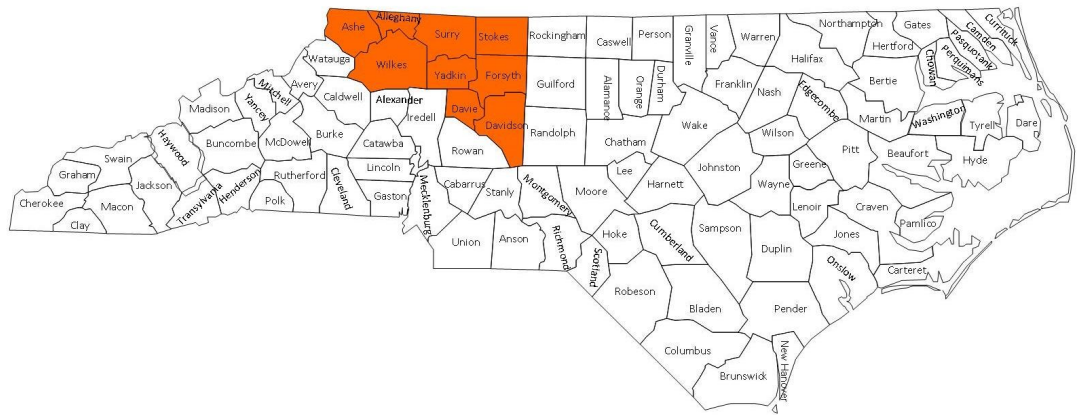 Ashe
Alleghany
Surry
Stokes
Rockingham
Caswell
Person
Granville
Vance
Warren
Northampton
Gates
Hertford
Halifax
Currituck
Camden
Pasquotank
Perquimans
Chowan
Bertie
Watauga
Wilkes
Yadkin
Forsyth
Guilford
Alamance
Orange
Durham
Franklin
Nash
Edgecombe
Martin
Washington
Tyrell
Dare
Madison
Yancey
Mitchell
Avery
Caldwell
Alexander
Iredell
Davie
Davidson
Randolph
Chatham
Wake
Wilson
Pitt
Beaufort
Hyde
Haywood
Buncombe
McDowell
Burke
Catawba
Rowan
Swain
Graham
Jackson
Cherokee
Macon
Clay
Transylvania
Henderson
Rutherford
Polk
Cleveland
Lincoln
Gaston
Mecklenburg
Cabarrus
Stanly
Montgomery
Moore
Lee
Harnett
Johnston
Wayne
Greene
Lenoir
Craven
Pamlico
Jones
Carteret
Onslow
Duplin
Sampson
Cumberland
Hoke
Scotland
Richmond
Anson
Union
Robeson
Bladen
Pender
Columbus
Brunswick
New Hanover